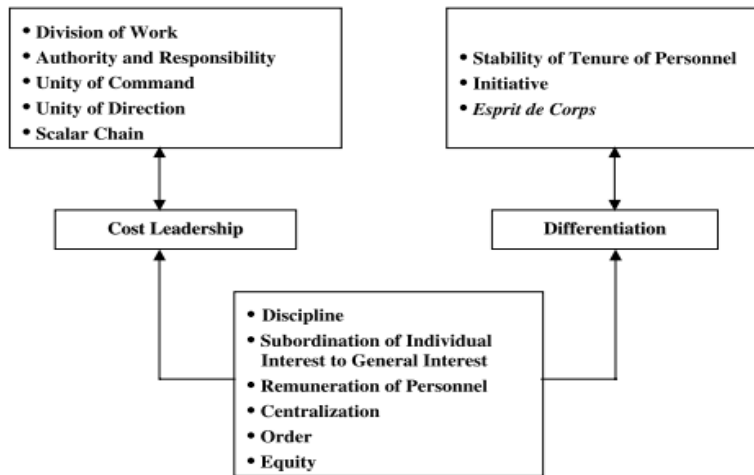 • Division of Work
• Authority and Responsibility
• Unity of Command
• Unity of Direction
• Scalar Chain
• Stability of Tenure of Personnel
• Initiative
• Esprit de Corps
Cost Leadership
Differentiation
• Discipline
• Subordination of Individual
Interest to General Interest
• Remuneration of Personnel
• Centralization
• Order
• Equity